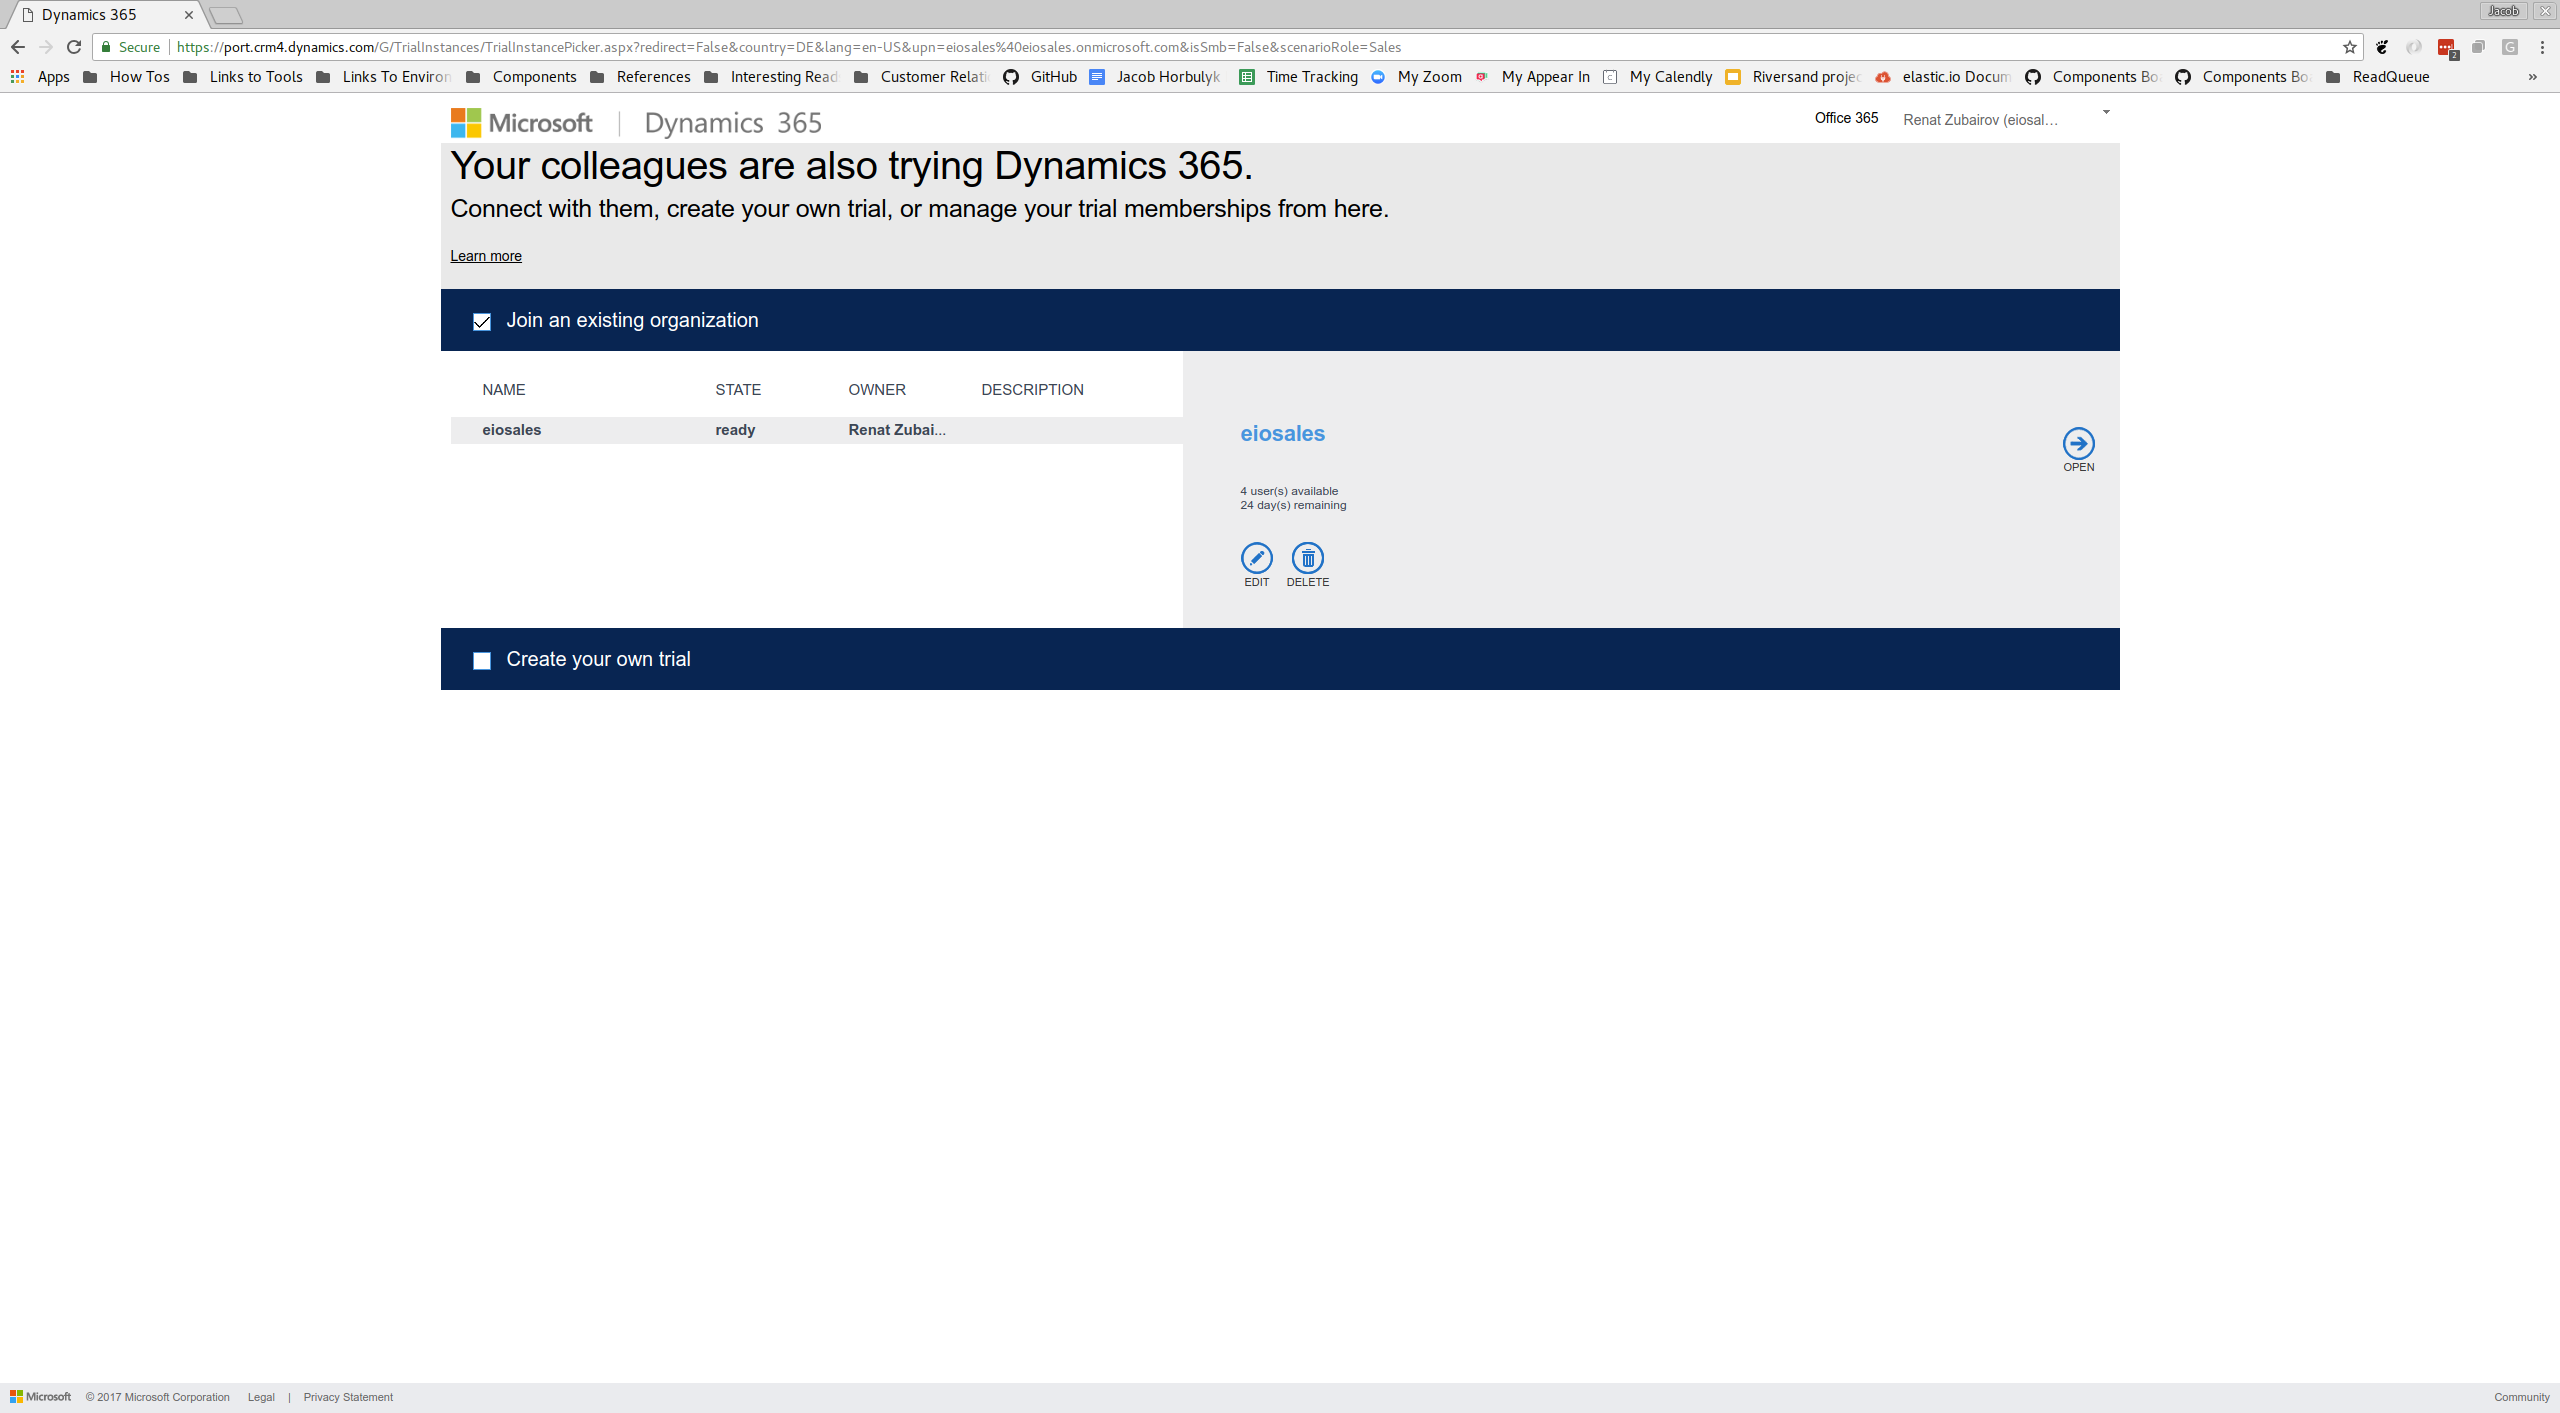 Dynamics 365
Jacob
Secure https://port.crm4.dynamics.com/G/TrialInstances/TrialInstancePicker.aspx?redirect=False&country=DE&lang=en-US&upn=eiosales%40eiosales.onmicrosoft.com&isSmb=False&scenarioRole=Sales
2
Apps How Tos Links to Tools Links To Environ Components References Interesting Read Customer Relati GitHub Jacob Horbulyk Time Tracking My Zoom My Appear In My Calendly Riversand projec elastic.io Docum Components Bo Components Bo ReadQueue »
Microsoft | Dynamics 365
Office 365 Renat Zubairov (eiosal...
Your colleagues are also trying Dynamics 365.
Connect with them, create your own trial, or manage your trial memberships from here.
Learn more
Join an existing organization
NAME STATE OWNER DESCRIPTION
eiosales ready Renat Zubai...
eiosales
OPEN
4 user(s) available
24 day(s) remaining
EDIT DELETE
Create your own trial
Microsoft © 2017 Microsoft Corporation Legal | Privacy Statement Community